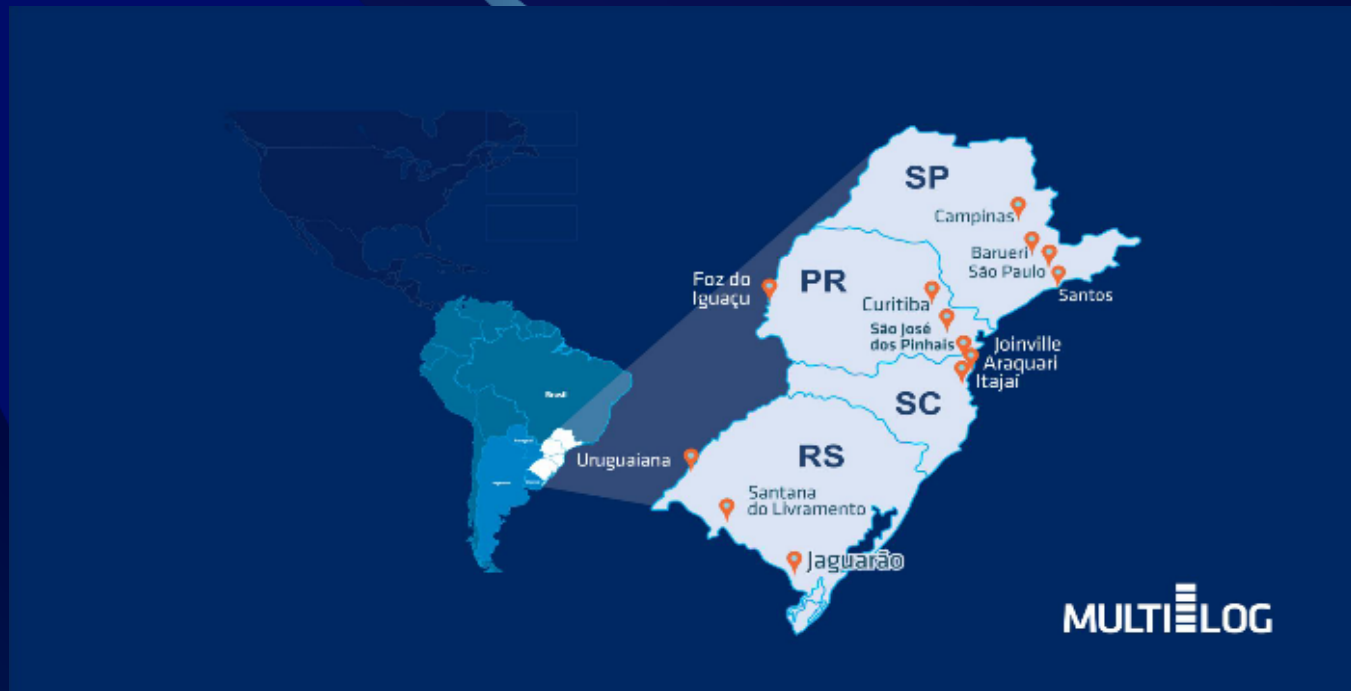 SP
Campinas
Barueri
São Paulo
Santos
Foz do
Iguaçu
PR
Curitiba
São José
dos Pinhais
Joinville
Araquari
Itajaí
SC
Brasil
Uruguaiana
RS
Santana
do Livramento
Jaguarão
MULTILOG